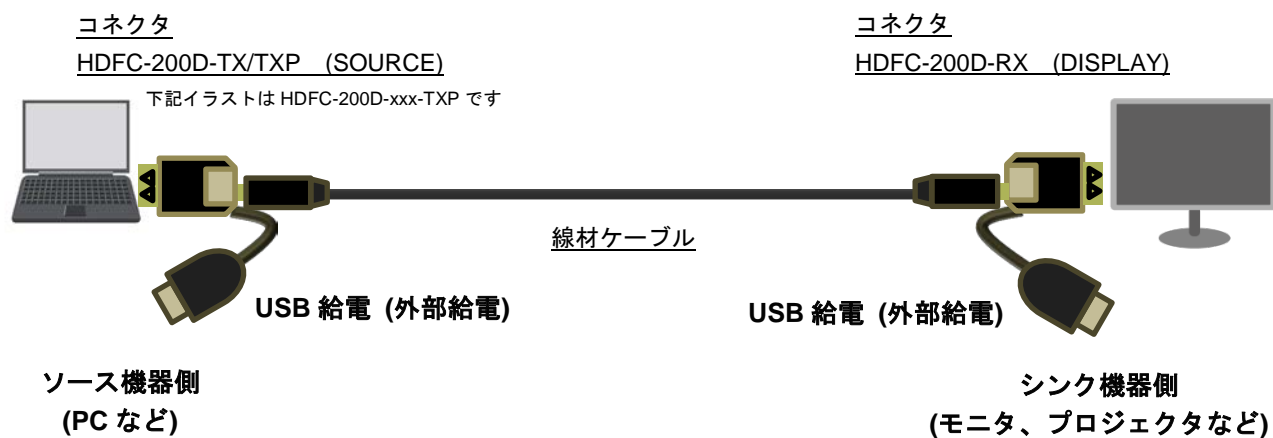 コネクタ
HDFC-200D-TX/TXP (SOURCE)
下記イラストは HDFC-200D-xxx-TXP です
コネクタ
HDFC-200D-RX (DISPLAY)
線材ケーブル
USB 給電 (外部給電)
USB 給電 (外部給電)
ソース機器側
(PC など)
シンク機器側
(モニタ、プロジェクタなど)